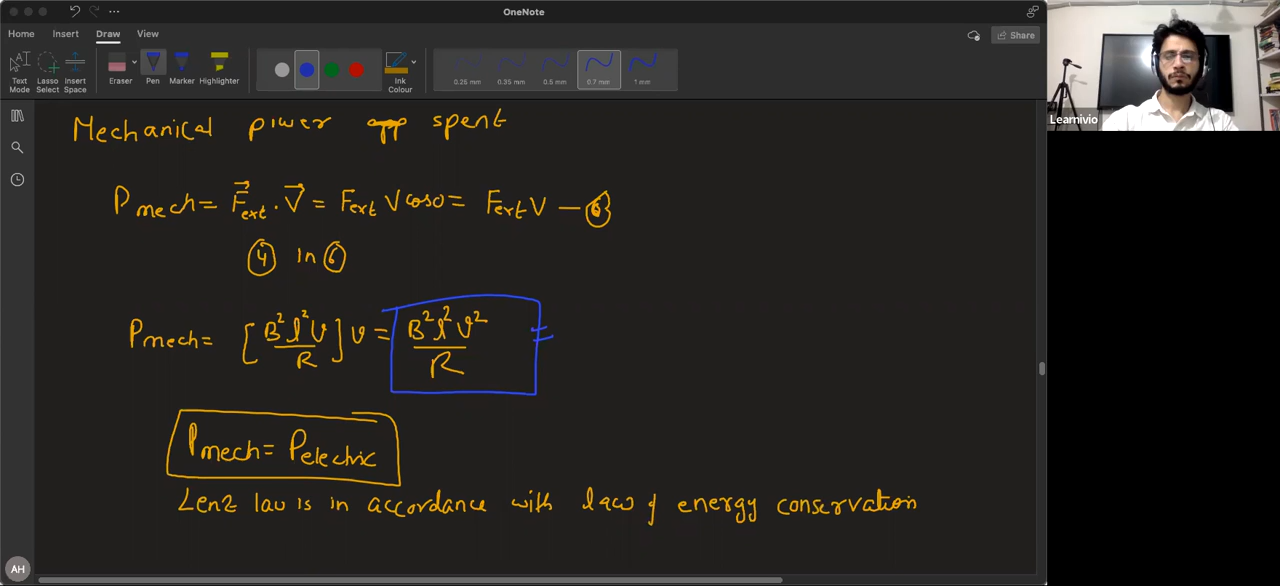 OneNote
Home Insert Draw View
Share
Text Mode Lasso Select Insert Space Eraser Pen Marker Highlighter Ink Colour 0.25 mm 0.35 mm 0.5 mm 0.7 mm 1 mm
Learnivio
Mechanical power spent
Pmech = F⃗ext . V⃗ = Fext V cos0 = Fext V — ⑥
④ in ⑥
Pmech = [B²l²V/R] v = B²l²v²/R
Pmech = Pelectric
Lenz law is in accordance with law of energy conservation
AH